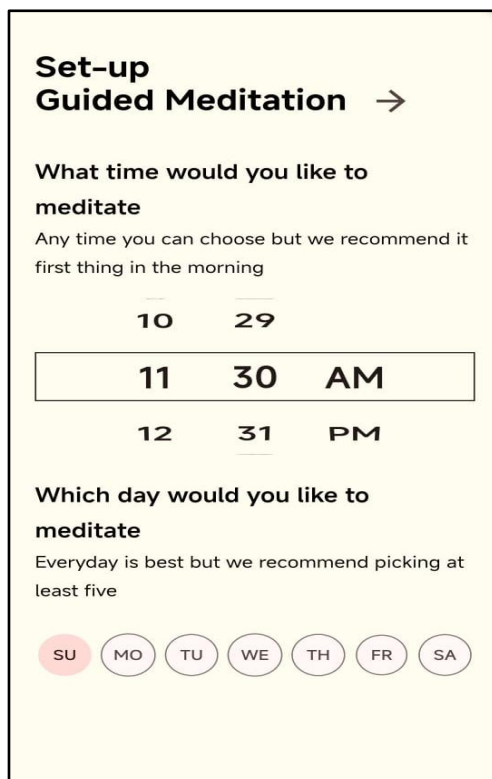 Set-up
Guided Meditation →
What time would you like to
meditate
Any time you can choose but we recommend it
first thing in the morning
10 29
11 30 AM
12 31 PM
Which day would you like to
meditate
Everyday is best but we recommend picking at
least five
SU MO TU WE TH FR SA